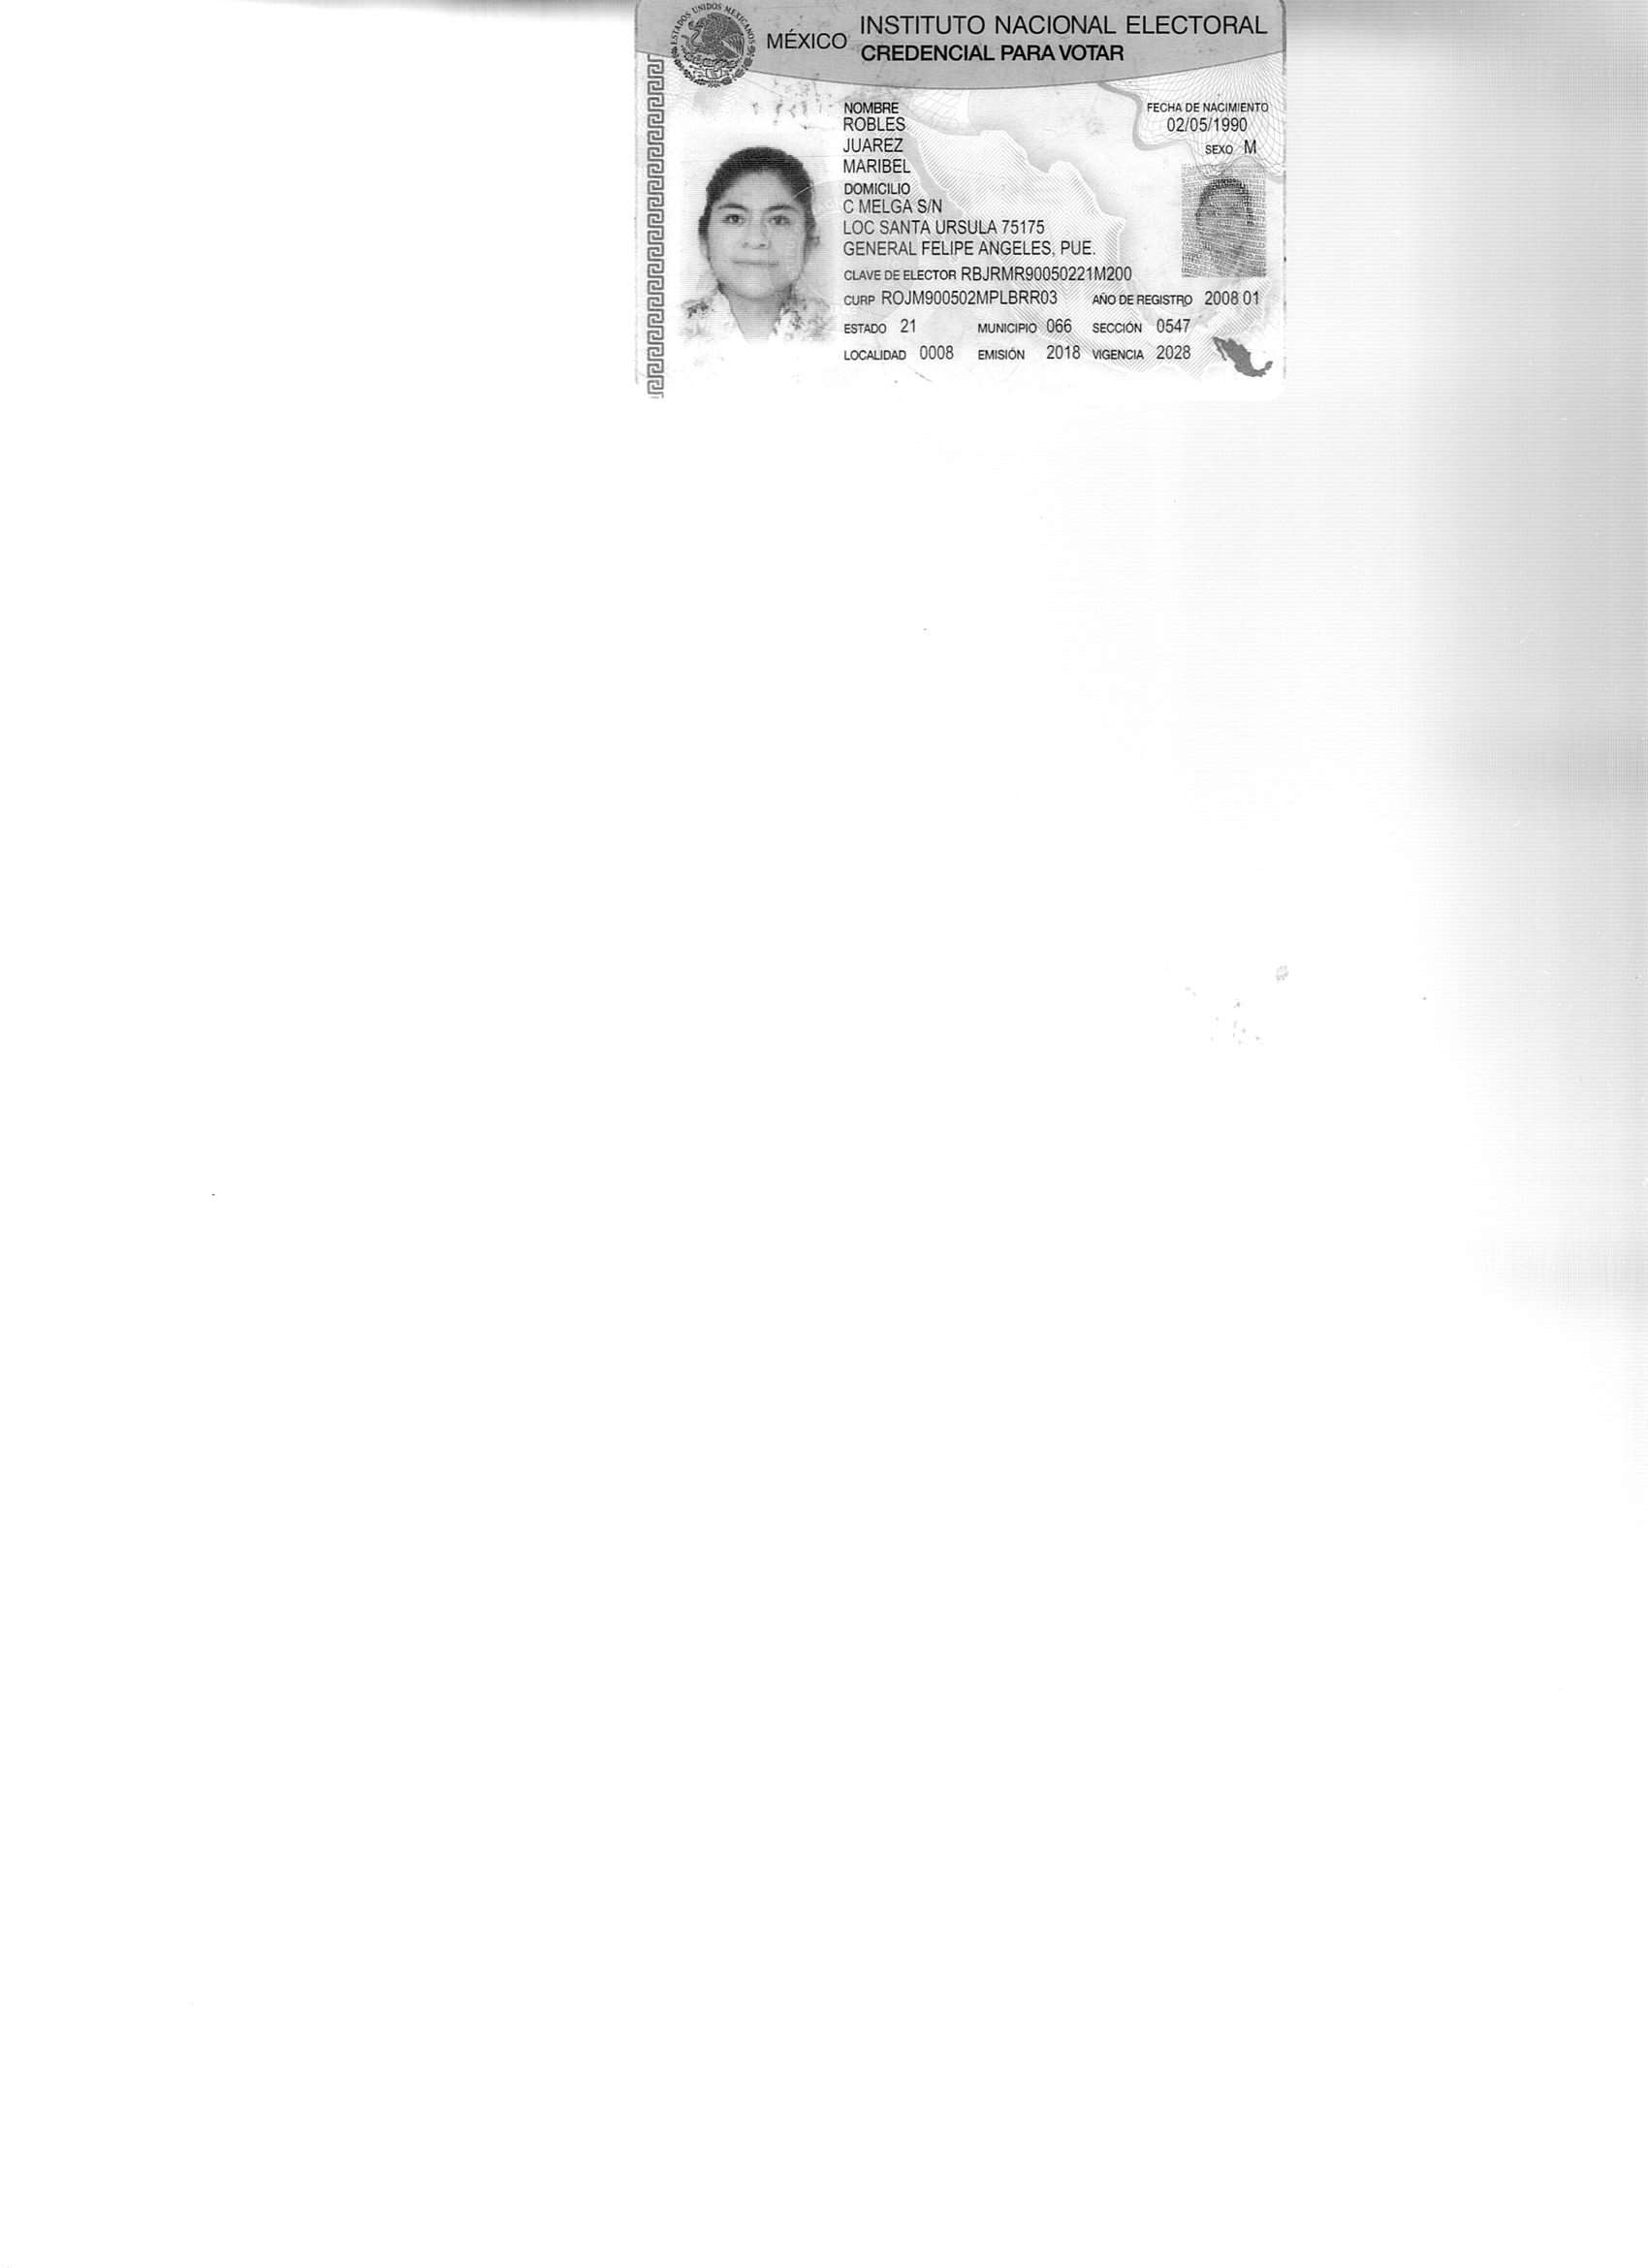 ESTADOS UNIDOS MEXICANOS
MÉXICO INSTITUTO NACIONAL ELECTORAL
CREDENCIAL PARA VOTAR
NOMBRE
ROBLES
JUAREZ
MARIBEL
FECHA DE NACIMIENTO
02/05/1990
SEXO M
DOMICILIO
C MELGA S/N
LOC SANTA URSULA 75175
GENERAL FELIPE ANGELES, PUE.
CLAVE DE ELECTOR RBJRMR90050221M200
CURP ROJM900502MPLBRR03 AÑO DE REGISTRO 2008 01
ESTADO 21 MUNICIPIO 066 SECCIÓN 0547
LOCALIDAD 0008 EMISIÓN 2018 VIGENCIA 2028